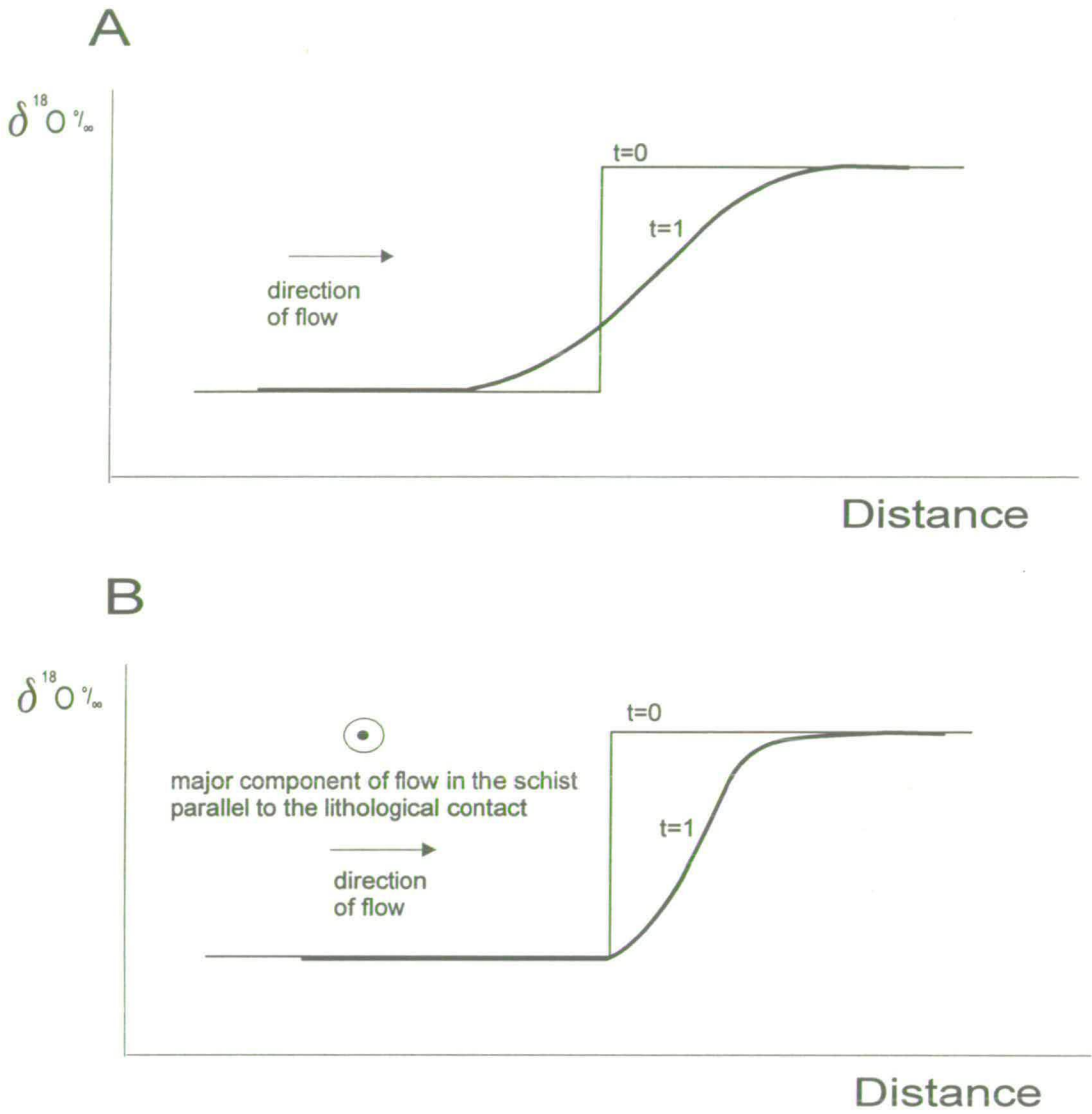 A
δ¹⁸O ‰
t=0
t=1
direction
of flow
Distance
B
δ¹⁸O ‰
t=0
major component of flow in the schist
parallel to the lithological contact
t=1
direction
of flow
Distance